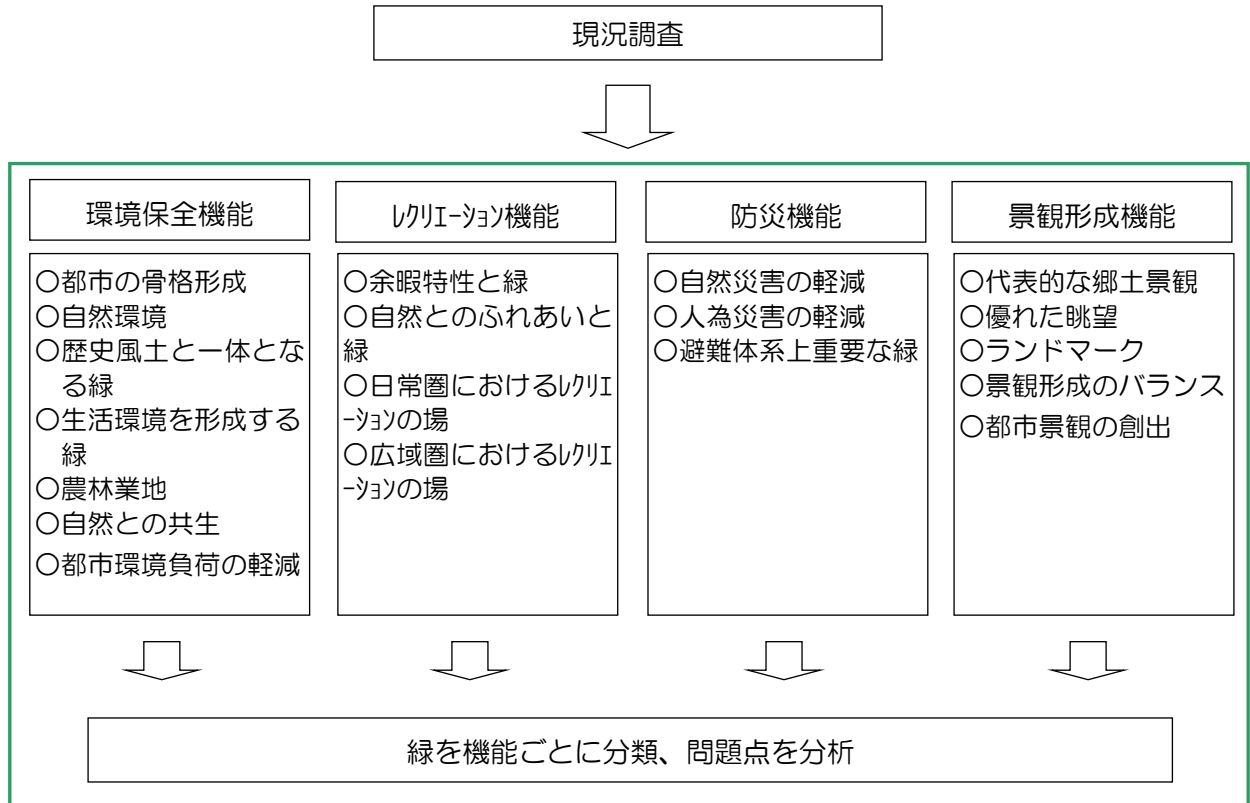 現況調査
環境保全機能
○都市の骨格形成
○自然環境
○歴史風土と一体とな
る緑
○生活環境を形成する
緑
○農林業地
○自然との共生
○都市環境負荷の軽減
ﾚｸﾘｴｰｼｮﾝ機能
○余暇特性と緑
○自然とのふれあいと
緑
○日常圏におけるﾚｸﾘｴ
ｰｼｮﾝの場
○広域圏におけるﾚｸﾘｴ
ｰｼｮﾝの場
防災機能
○自然災害の軽減
○人為災害の軽減
○避難体系上重要な緑
景観形成機能
○代表的な郷土景観
○優れた眺望
○ランドマーク
○景観形成のバランス
○都市景観の創出
緑を機能ごとに分類、問題点を分析